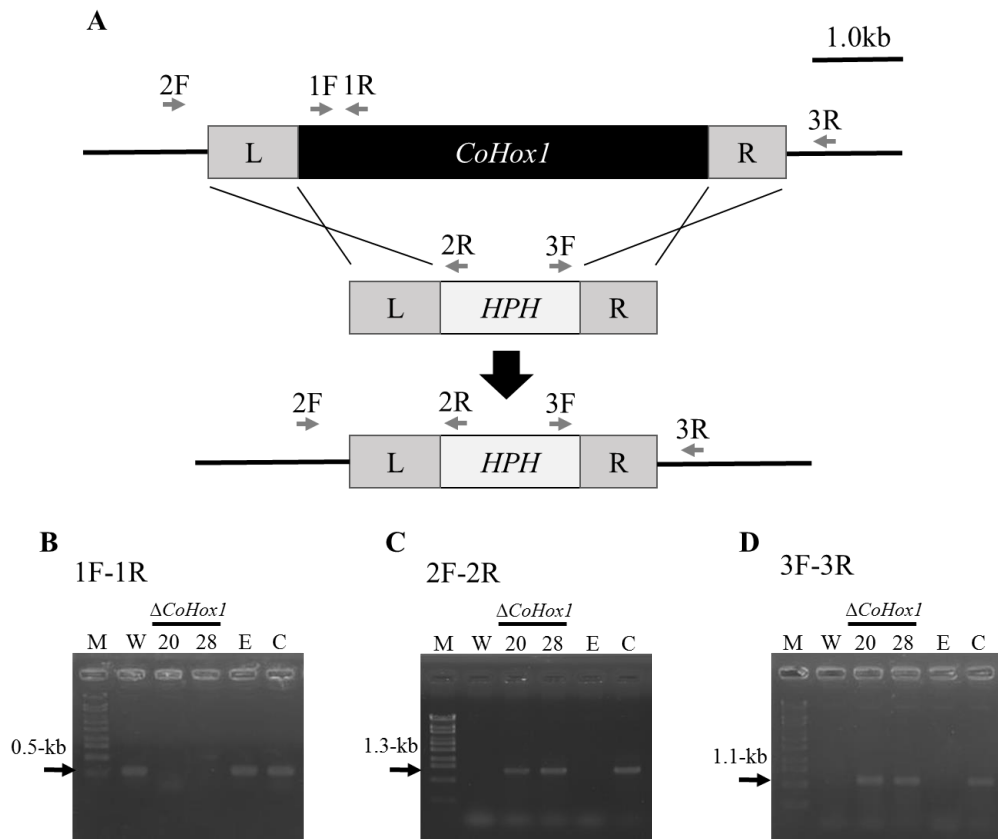 A
1.0kb
2F
1F 1R
3R
L CoHox1 R
2R 3F
L HPH R
2F 2R 3F 3R
L HPH R
B
1F-1R
ΔCoHox1
M W 20 28 E C
0.5-kb
C
2F-2R
ΔCoHox1
M W 20 28 E C
1.3-kb
D
3F-3R
ΔCoHox1
M W 20 28 E C
1.1-kb